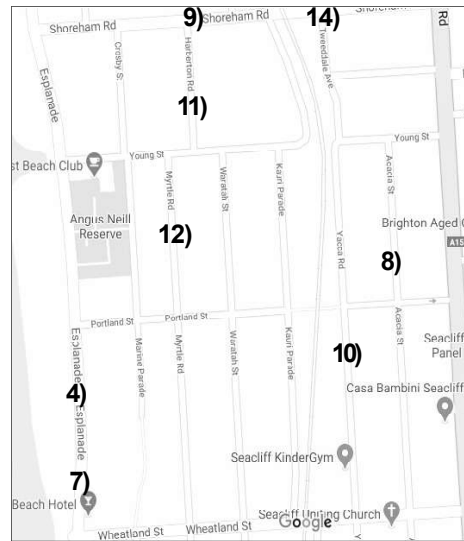 9)
14)
Shoreham Rd
Shoreham Rd
Shoreham
Rd
Esplanade
Crosby St
Harberton Rd
Tweeddale Ave
11)
Young St
Young St
st Beach Club
Myrtle Rd
Waratah St
Kauri Parade
Acacia St
Angus Neill
Reserve
Brighton Aged C
12)
Yacca Rd
A15
8)
Portland St
Portland St
Esplanade
Marine Parade
Myrtle Rd
Waratah St
Kauri Parade
Acacia St
Seacliff
Panel
10)
Casa Bambini Seacliff
4)
Esplanade
Seacliff KinderGym
7)
Beach Hotel
Seacliff Uniting Church
Google
Wheatland St
Wheatland St
Y